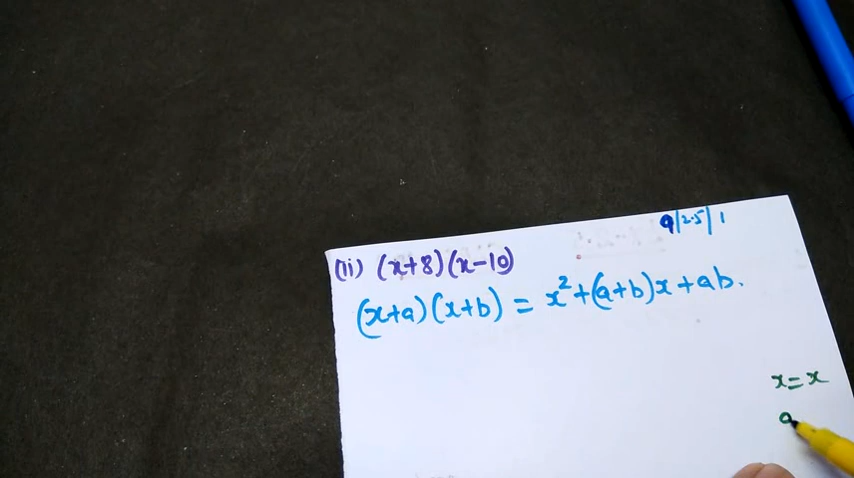 9/2.5/1
(ii) (x+8)(x-10)
(x+a)(x+b) = x²+(a+b)x+ab.
x=x
a